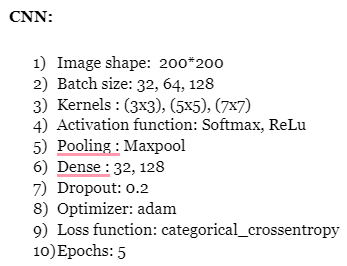 CNN:
1) Image shape: 200*200
2) Batch size: 32, 64, 128
3) Kernels : (3x3), (5x5), (7x7)
4) Activation function: Softmax, ReLu
5) Pooling : Maxpool
6) Dense : 32, 128
7) Dropout: 0.2
8) Optimizer: adam
9) Loss function: categorical_crossentropy
10) Epochs: 5